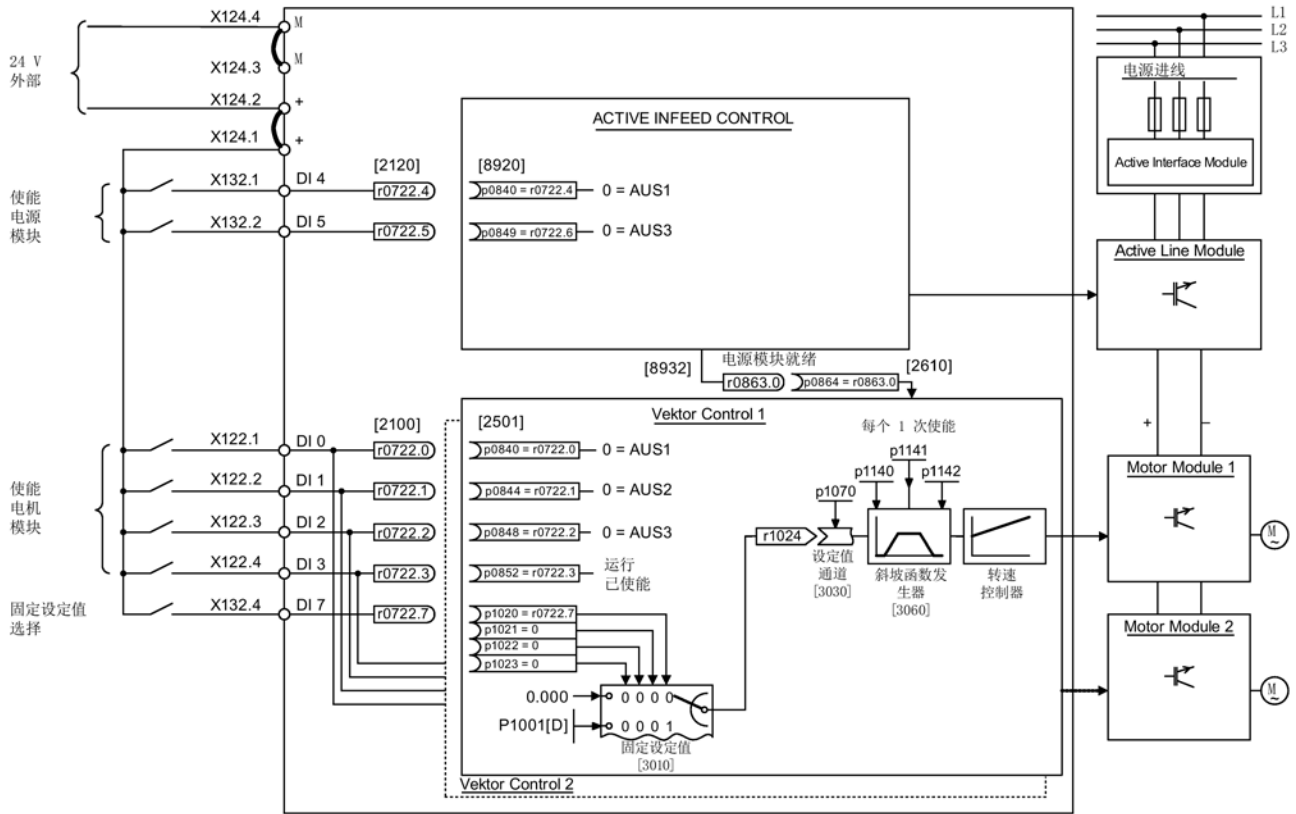 X124.4
M
24 V
外部
X124.3
M
X124.2
+
X124.1
+
使能
电源
模块
X132.1
DI 4
[2120]
r0722.4
X132.2
DI 5
r0722.5
ACTIVE INFEED CONTROL
[8920]
p0840 = r0722.4
0 = AUS1
p0849 = r0722.6
0 = AUS3
L1
L2
L3
电源进线
Active Interface Module
Active Line Module
[8932]
电源模块就绪
r0863.0
p0864 = r0863.0
[2610]
+
−
使能
电机
模块
X122.1
DI 0
[2100]
r0722.0
X122.2
DI 1
r0722.1
X122.3
DI 2
r0722.2
X122.4
DI 3
r0722.3
固定设定值
选择
X132.4
DI 7
r0722.7
Vektor Control 1
[2501]
p0840 = r0722.0
0 = AUS1
p0844 = r0722.1
0 = AUS2
p0848 = r0722.2
0 = AUS3
p0852 = r0722.3
运行
已使能
p1020 = r0722.7
p1021 = 0
p1022 = 0
p1023 = 0
0.000
0 0 0 0
P1001[D]
0 0 0 1
固定设定值
[3010]
每个 1 次使能
p1141
p1140
p1142
p1070
r1024
设定值
通道
[3030]
斜坡函数发
生器
[3060]
转速
控制器
Vektor Control 2
Motor Module 1
M
~
Motor Module 2
M
~